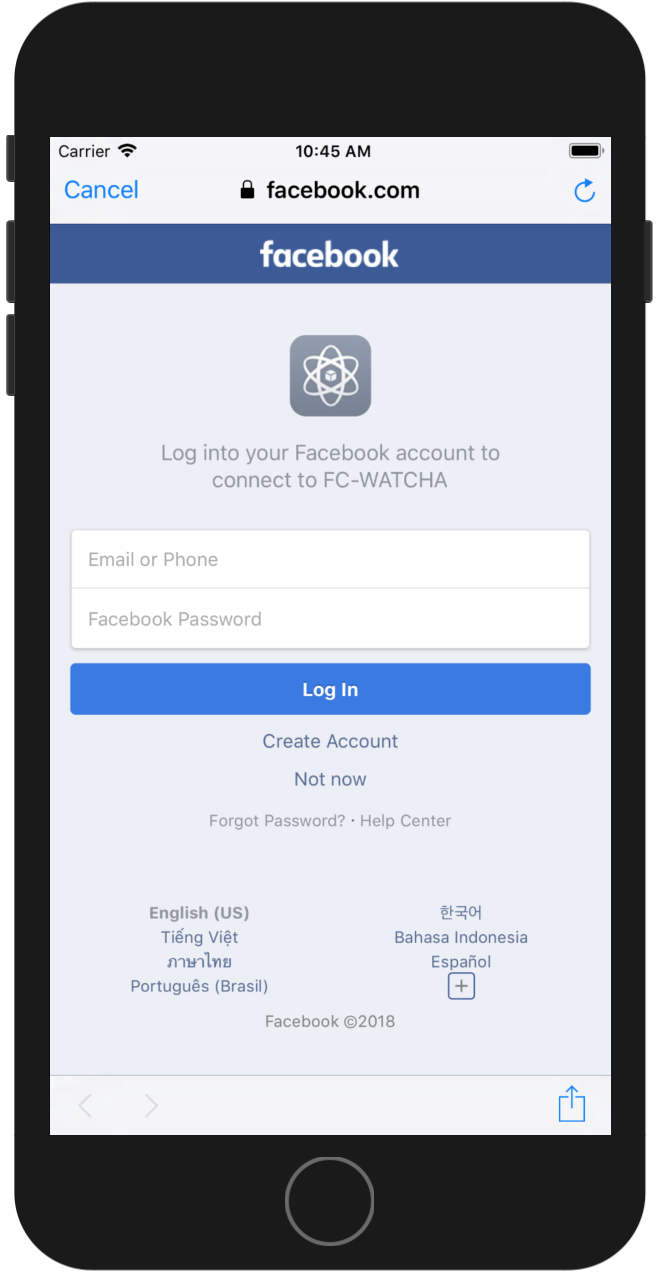 Carrier 10:45 AM
Cancel facebook.com
facebook
Log into your Facebook account to
connect to FC-WATCHA
Email or Phone
Facebook Password
Log In
Create Account
Not now
Forgot Password? · Help Center
English (US) 한국어
Tiếng Việt Bahasa Indonesia
ภาษาไทย Español
Português (Brasil) +
Facebook ©2018